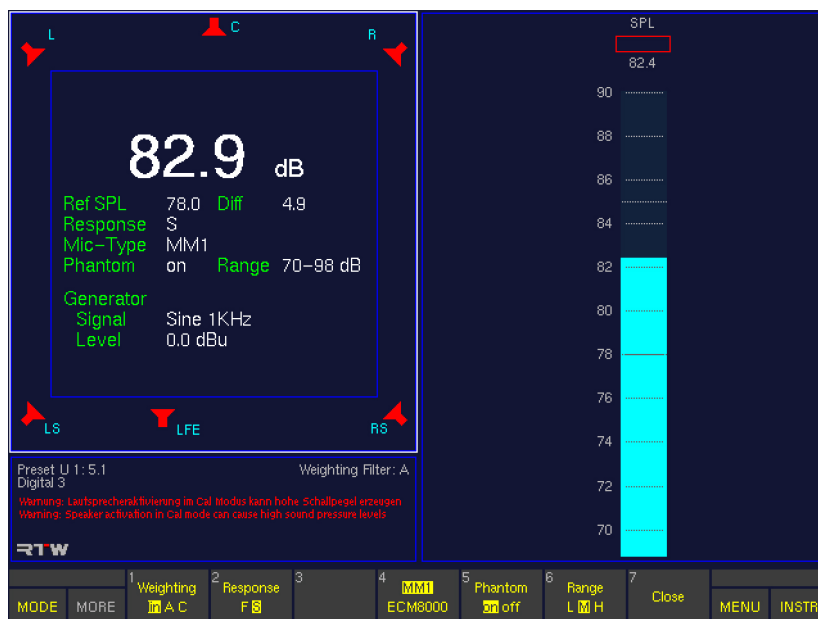 L
C
R
82.9 dB
Ref SPL 78.0 Diff 4.9
Response S
Mic-Type MM1
Phantom on Range 70-98 dB
Generator
Signal Sine 1KHz
Level 0.0 dBu
LS
LFE
RS
Preset U 1: 5.1 Weighting Filter: A
Digital 3
Warnung: Lautsprecheraktivierung im Cal Modus kann hohe Schallpegel erzeugen
Warning: Speaker activation in Cal mode can cause high sound pressure levels
RTW
SPL
82.4
90
88
86
84
82
80
78
76
74
72
70
MODE
MORE
1 Weighting
lin A C
2 Response
F S
3
4 MM1
ECM8000
5 Phantom
on off
6 Range
L M H
7 Close
MENU
INSTR